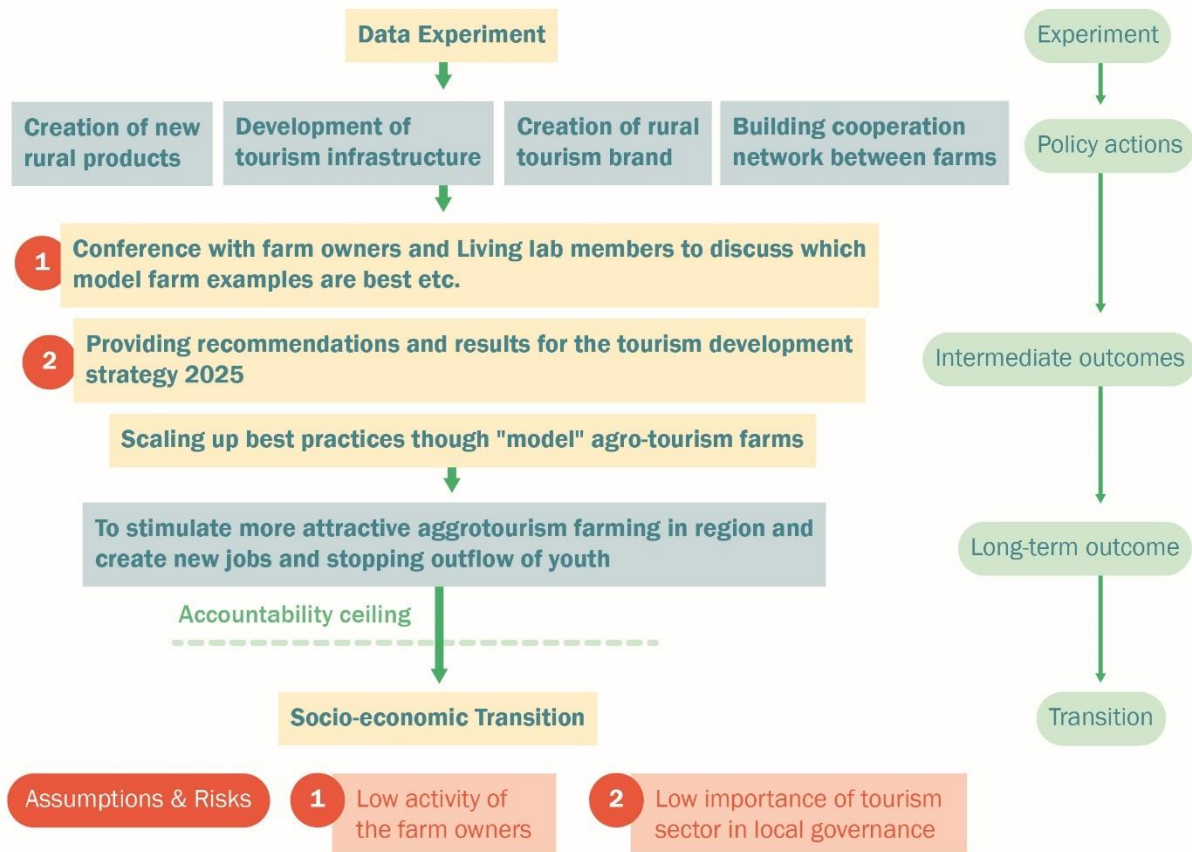 Data Experiment
Experiment
Creation of new
rural products
Development of
tourism infrastructure
Creation of rural
tourism brand
Building cooperation
network between farms
Policy actions
1
Conference with farm owners and Living lab members to discuss which
model farm examples are best etc.
2
Providing recommendations and results for the tourism development
strategy 2025
Intermediate outcomes
Scaling up best practices though "model" agro-tourism farms
To stimulate more attractive aggrotourism farming in region and
create new jobs and stopping outflow of youth
Long-term outcome
Accountability ceiling
Socio-economic Transition
Transition
Assumptions & Risks
1
Low activity of
the farm owners
2
Low importance of tourism
sector in local governance